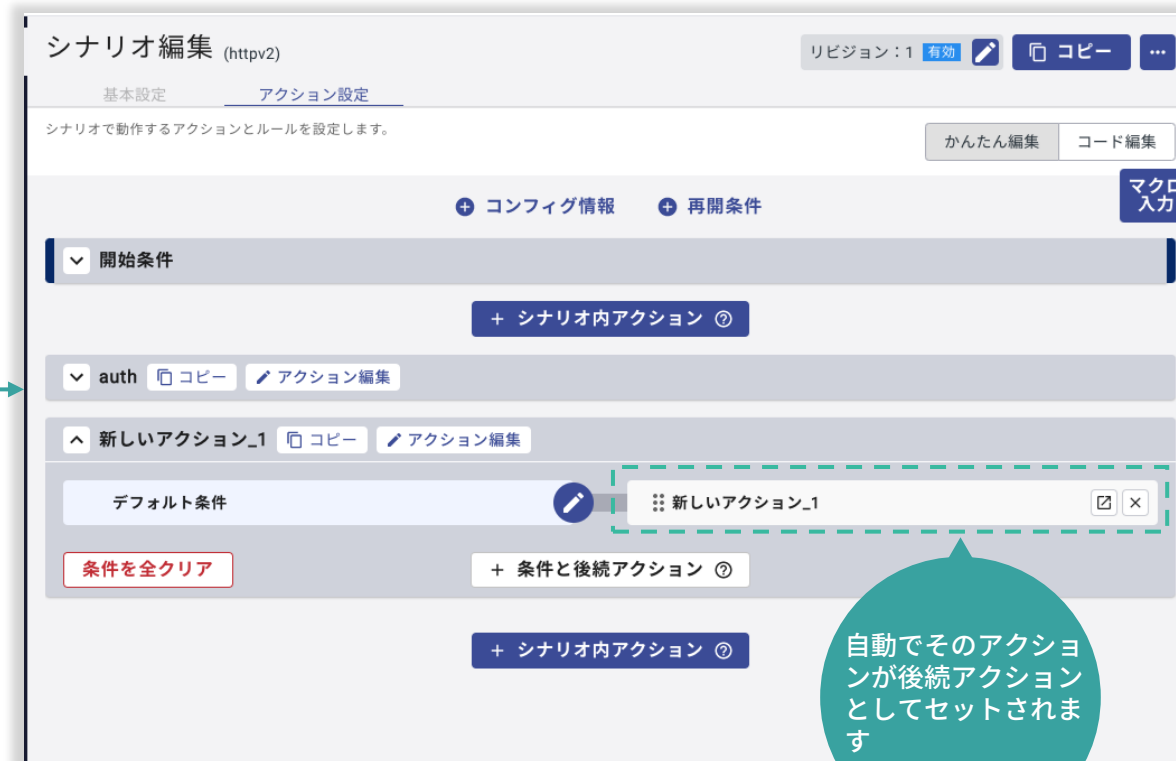 シナリオ編集 (httpv2)
リビジョン：1 有効 コピー ...
基本設定 アクション設定
シナリオで動作するアクションとルールを設定します。
かんたん編集 コード編集
マクロ
入力
コンフィグ情報 再開条件
開始条件
+ シナリオ内アクション ?
auth コピー アクション編集
新しいアクション_1 コピー アクション編集
デフォルト条件 新しいアクション_1
条件を全クリア + 条件と後続アクション ?
+ シナリオ内アクション ?
自動でそのアクショ
ンが後続アクション
としてセットされま
す